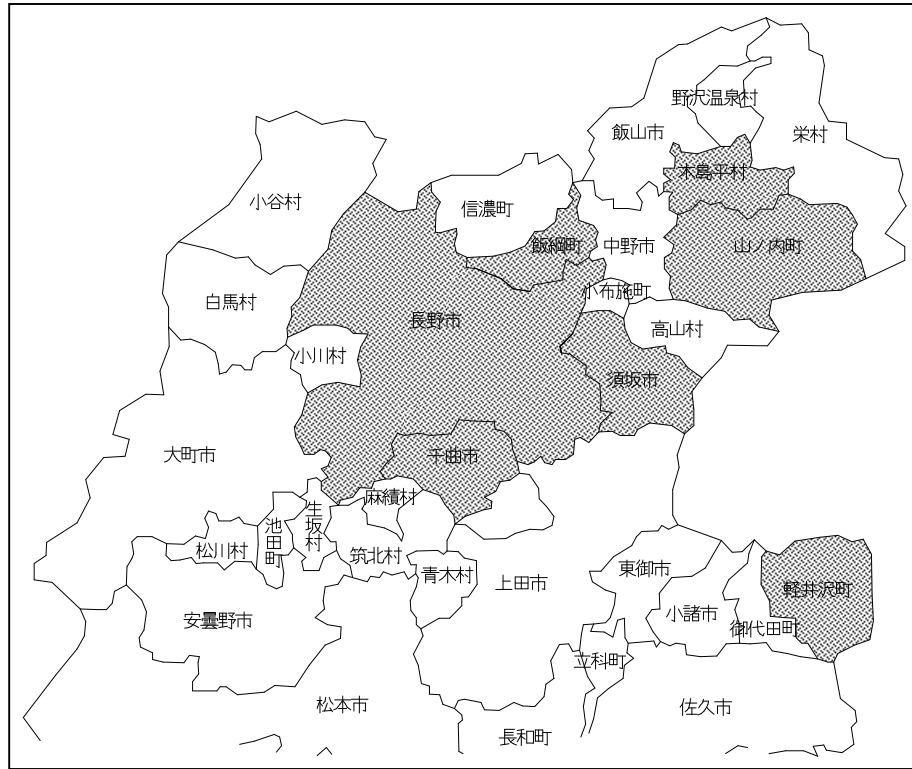 野沢温泉村
飯山市
栄村
木島平村
小谷村
信濃町
飯綱町
中野市
山ノ内町
白馬村
小布施町
長野市
高山村
小川村
須坂市
大町市
千曲市
麻績村
生坂村
池田町
松川村
筑北村
青木村
上田市
東御市
軽井沢町
小諸市
御代田町
安曇野市
立科町
松本市
佐久市
長和町